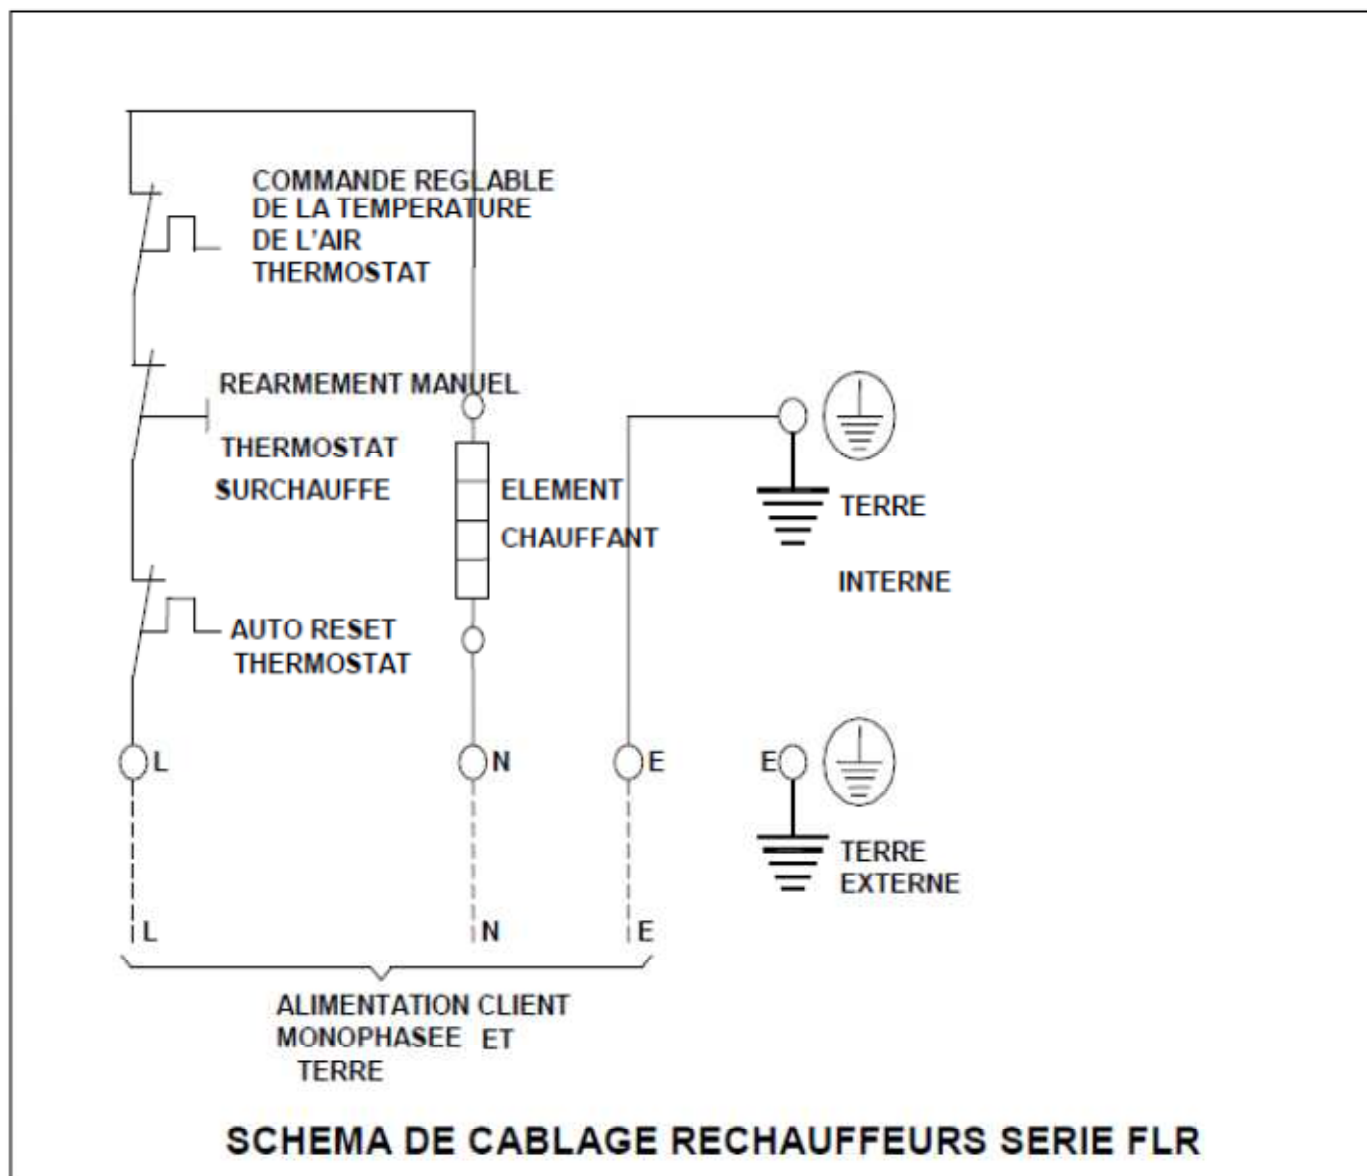 COMMANDE REGLABLE
DE LA TEMPERATURE
DE L'AIR
THERMOSTAT
REARMEMENT MANUEL
THERMOSTAT
SURCHAUFFE
ELEMENT
CHAUFFANT
TERRE
INTERNE
AUTO RESET
THERMOSTAT
L
N
E
E
TERRE
EXTERNE
L
N
E
ALIMENTATION CLIENT
MONOPHASEE ET
TERRE
SCHEMA DE CABLAGE RECHAUFFEURS SERIE FLR